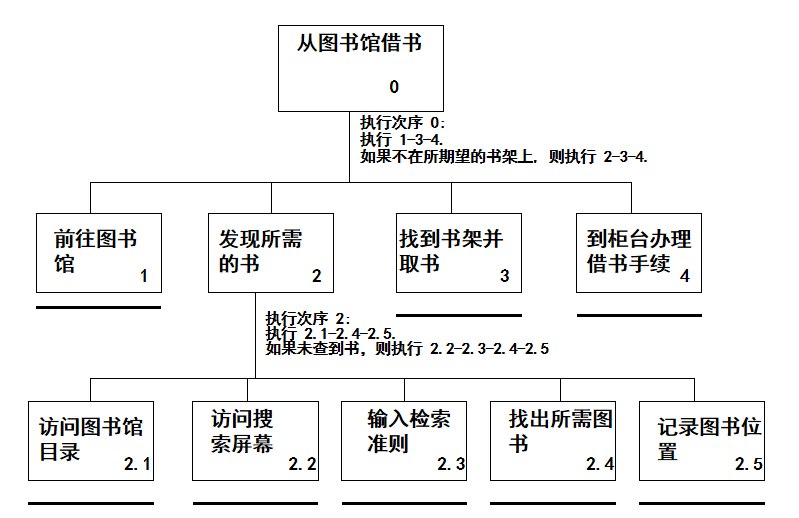 从图书馆借书
0
执行次序 0：
执行 1-3-4.
如果不在所期望的书架上，则执行 2-3-4.
前往图书
馆
1
发现所需
的书
2
找到书架并
取书
3
到柜台办理
借书手续
4
执行次序 2：
执行 2.1-2.4-2.5.
如果未查到书，则执行 2.2-2.3-2.4-2.5
访问图书馆
目录
2.1
访问搜
索屏幕
2.2
输入检索
准则
2.3
找出所需图
书
2.4
记录图书位
置
2.5